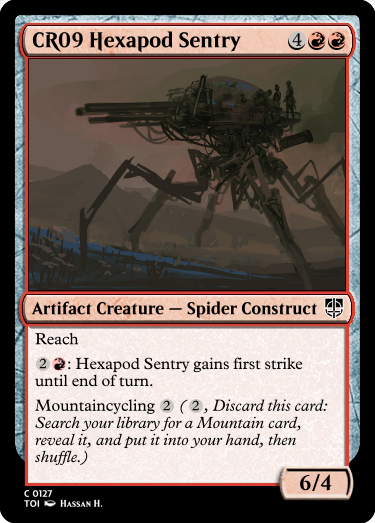 CR09 Hexapod Sentry 4
Artifact Creature — Spider Construct
Reach
2 : Hexapod Sentry gains first strike
until end of turn.
Mountaincycling 2 ( 2 , Discard this card:
Search your library for a Mountain card,
reveal it, and put it into your hand, then
shuffle.)
6/4
C 0127
TOI Hassan H.